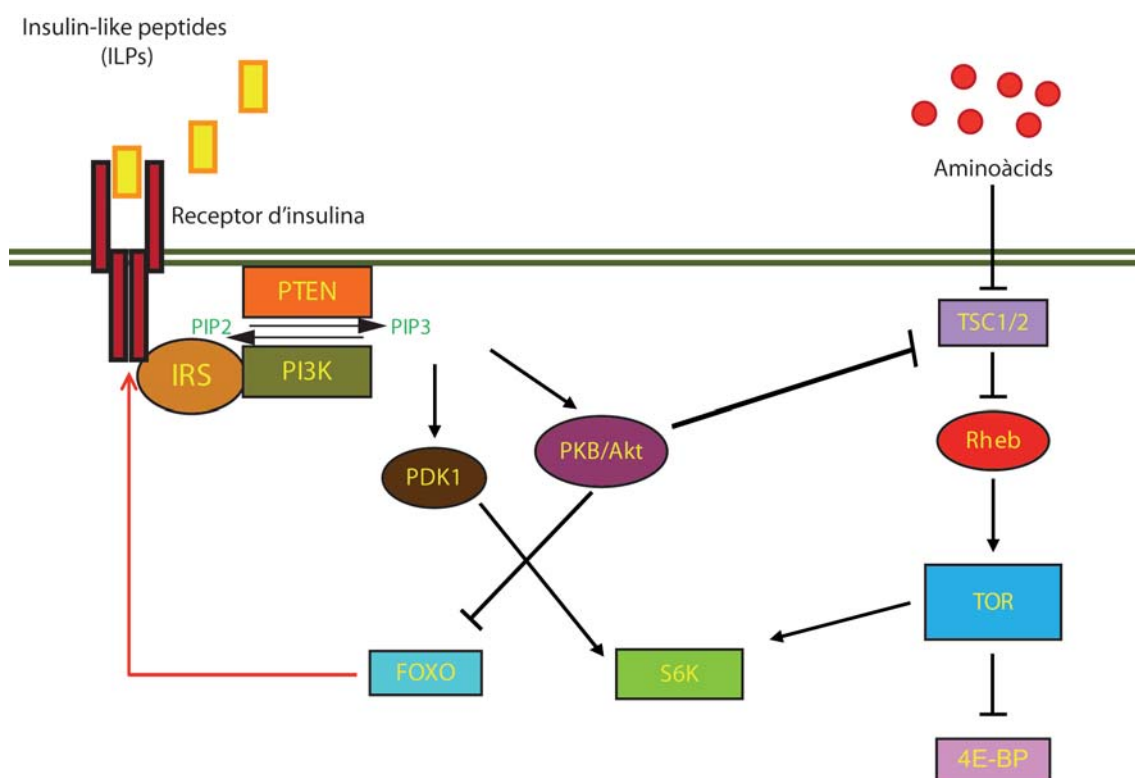 Insulin-like peptides
(ILPs)
Aminoàcids
Receptor d’insulina
PTEN
PIP2
PIP3
TSC1/2
IRS
PI3K
PKB/Akt
Rheb
PDK1
TOR
FOXO
S6K
4E-BP